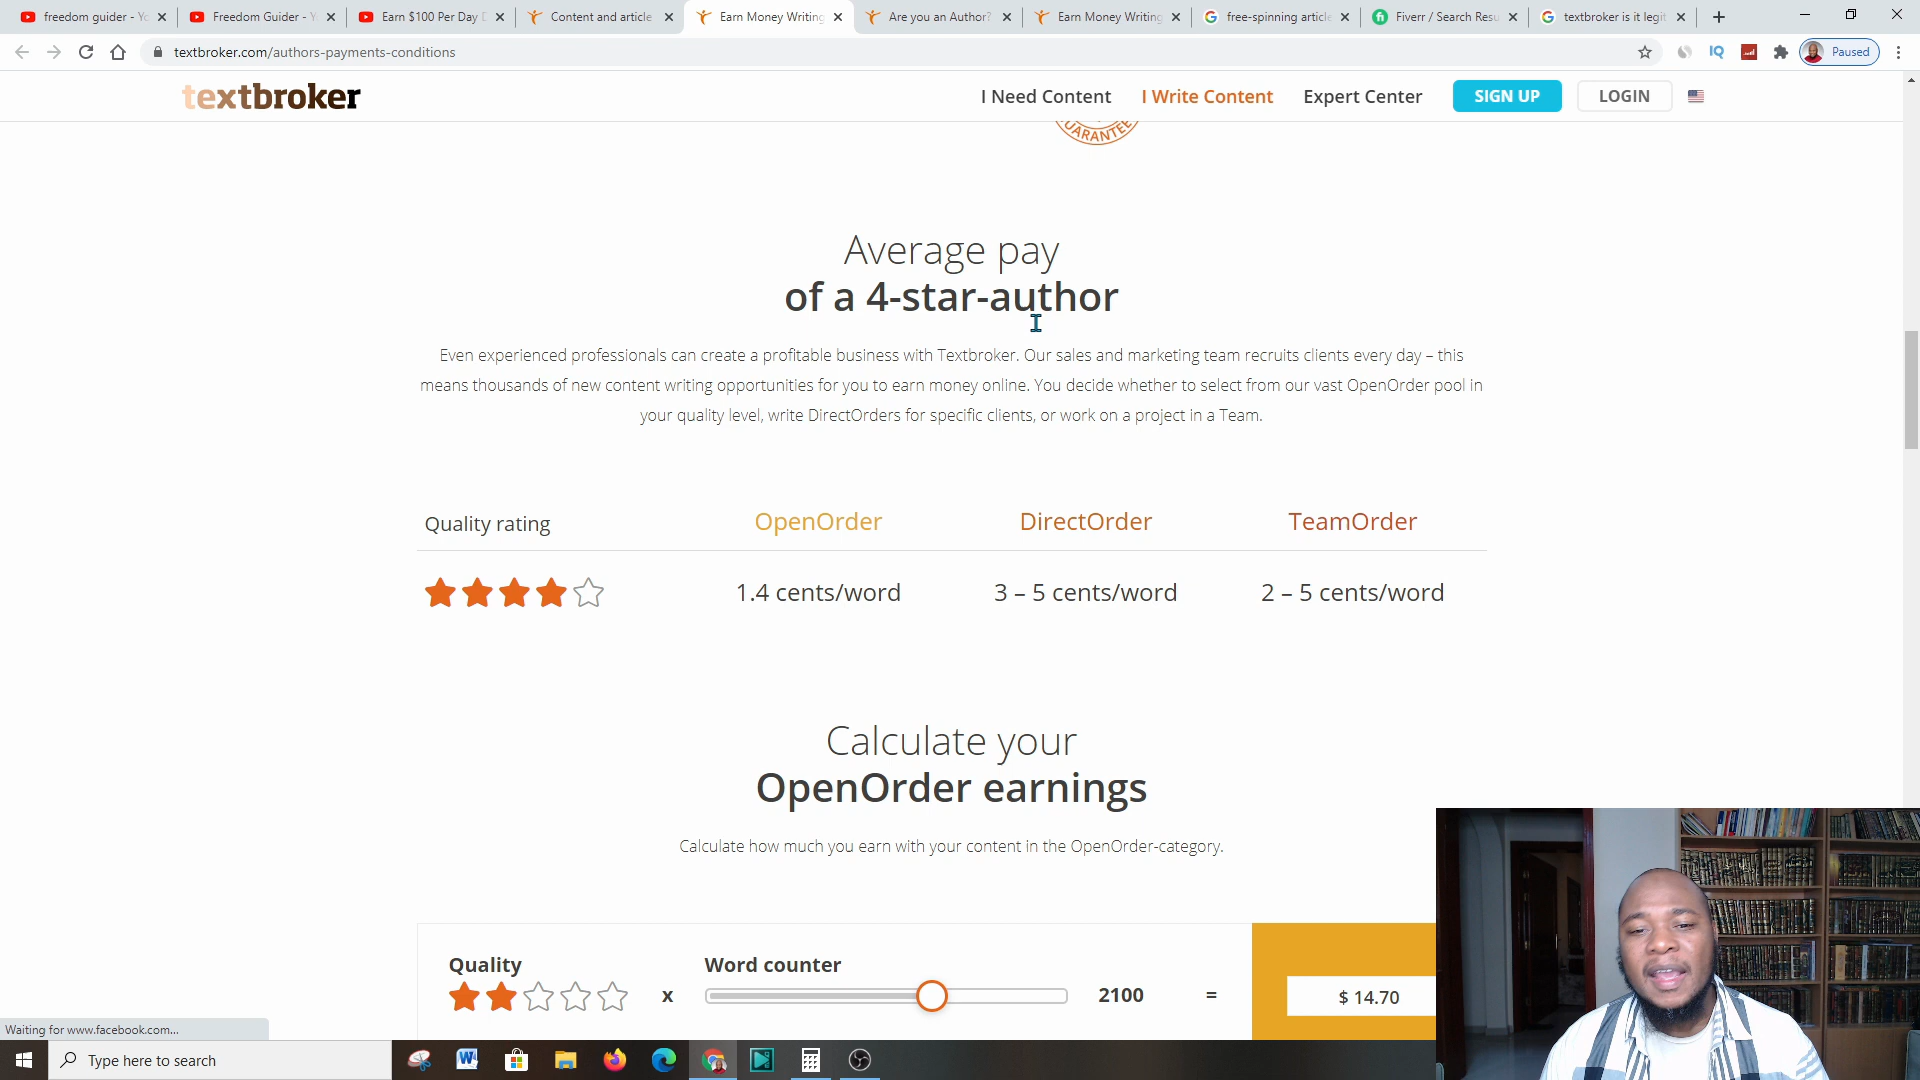 freedom guider - Yo
Freedom Guider - Y
Earn $100 Per Day D
Content and article
Earn Money Writing
Are you an Author?
Earn Money Writing
free-spinning article
Fiverr / Search Resu
textbroker is it legit
textbroker.com/authors-payments-conditions
IQ
Paused
textbroker
I Need Content
I Write Content
Expert Center
SIGN UP
LOGIN
GUARANTEE
Average pay
of a 4-star-author
Even experienced professionals can create a profitable business with Textbroker. Our sales and marketing team recruits clients every day – this
means thousands of new content writing opportunities for you to earn money online. You decide whether to select from our vast OpenOrder pool in
your quality level, write DirectOrders for specific clients, or work on a project in a Team.
Quality rating
OpenOrder
DirectOrder
TeamOrder
1.4 cents/word
3 – 5 cents/word
2 – 5 cents/word
Calculate your
OpenOrder earnings
Calculate how much you earn with your content in the OpenOrder-category.
Quality
Word counter
x
2100
=
$ 14.70
Waiting for www.facebook.com...
Type here to search